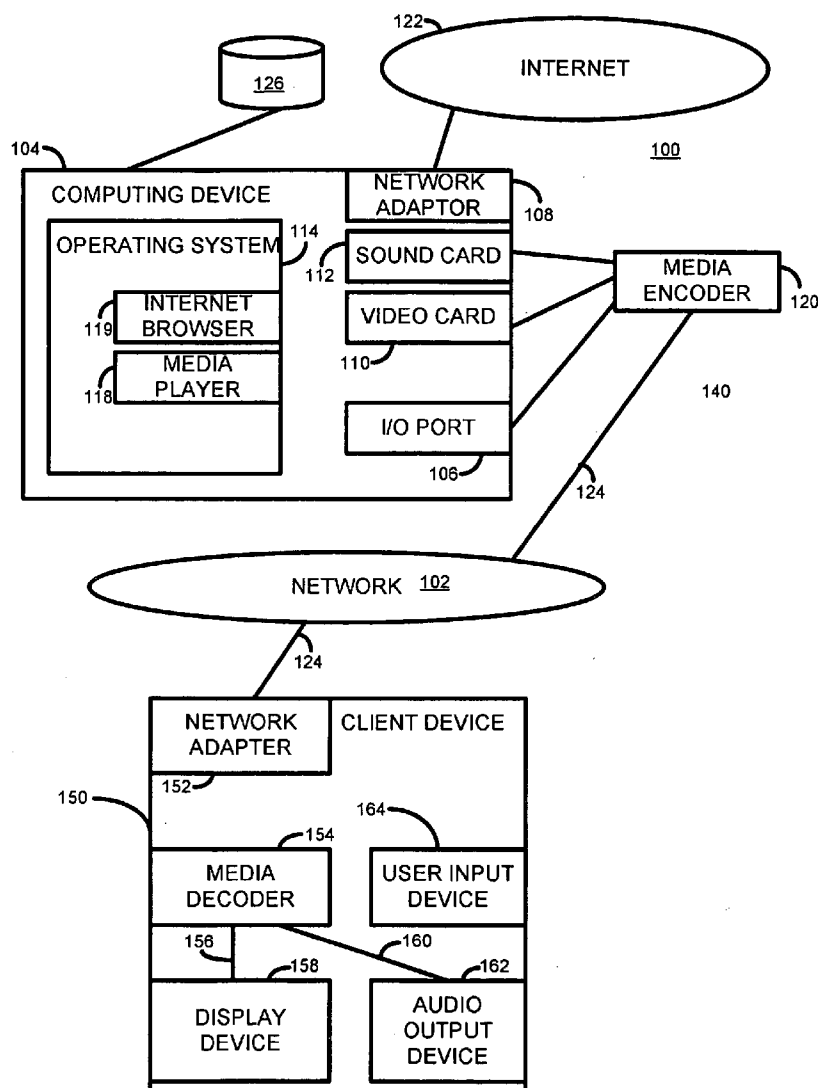 122
INTERNET
126
104
100
COMPUTING DEVICE
NETWORK
ADAPTOR
108
OPERATING SYSTEM
114
112
SOUND CARD
MEDIA
ENCODER
120
119
INTERNET
BROWSER
VIDEO CARD
110
118
MEDIA
PLAYER
140
I/O PORT
106
124
NETWORK 102
124
NETWORK
ADAPTER
CLIENT DEVICE
152
150
164
154
MEDIA
DECODER
USER INPUT
DEVICE
156
160
158
162
DISPLAY
DEVICE
AUDIO
OUTPUT
DEVICE